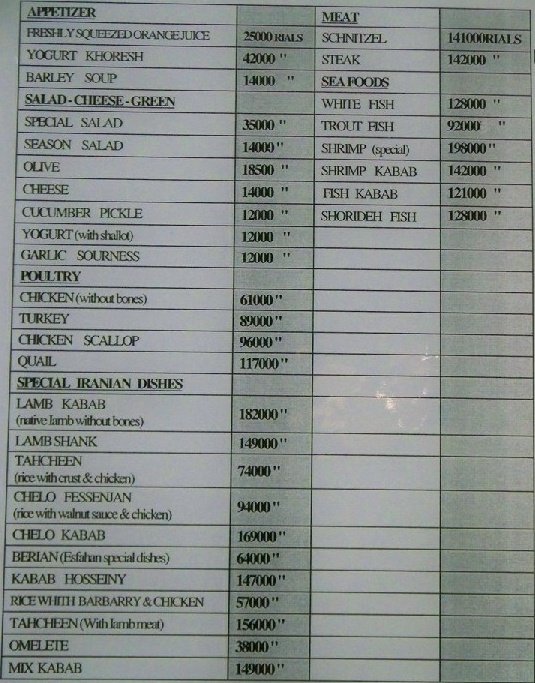 APPETIZER
FRESHLY SQUEEZED ORANGE JUICE 25000 RIALS
YOGURT KHORESH 42000 "
BARLEY SOUP 14000 "
SALAD - CHEESE - GREEN
SPECIAL SALAD 35000 "
SEASON SALAD 14000 "
OLIVE 18500 "
CHEESE 14000 "
CUCUMBER PICKLE 12000 "
YOGURT (with shallot) 12000 "
GARLIC SOURNESS 12000 "
POULTRY
CHICKEN (without bones) 61000 "
TURKEY 89000 "
CHICKEN SCALLOP 96000 "
QUAIL 117000 "
SPECIAL IRANIAN DISHES
LAMB KABAB
(native lamb without bones) 182000 "
LAMB SHANK 149000 "
TAHCHEEN
(rice with crust & chicken) 74000 "
CHELO FESSENJAN
(rice with walnut sauce & chicken) 94000 "
CHELO KABAB 169000 "
BERIAN (Esfahan special dishes) 64000 "
KABAB HOSSEINY 147000 "
RICE WHITH BARBARRY & CHICKEN 57000 "
TAHCHEEN (With lamb meat) 156000 "
OMELETE 38000 "
MIX KABAB 149000 "
MEAT
SCHNITZEL 141000 RIALS
STEAK 142000 "
SEA FOODS
WHITE FISH 128000 "
TROUT FISH 92000 "
SHRIMP (special) 198000 "
SHRIMP KABAB 142000 "
FISH KABAB 121000 "
SHORIDEH FISH 128000 "